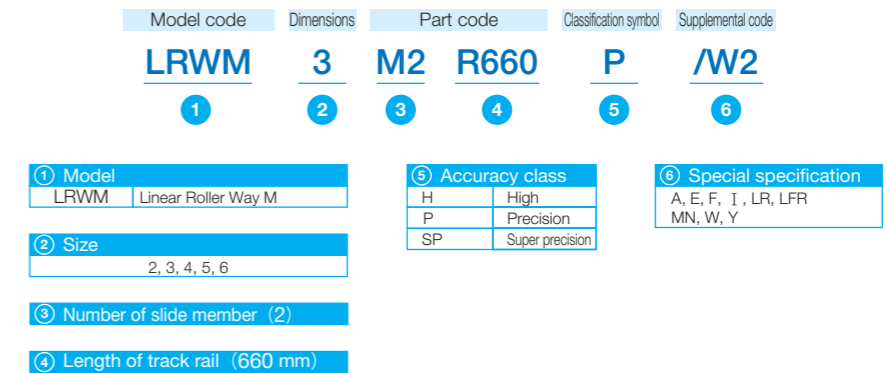 Model code Dimensions Part code Classification symbol Supplemental code
LRWM 3 M2 R660 P /W2
1 2 3 4 5 6
① Model
LRWM Linear Roller Way M
② Size
2, 3, 4, 5, 6
③ Number of slide member（2）
④ Length of track rail（660 mm）
⑤ Accuracy class
H High
P Precision
SP Super precision
⑥ Special specification
A, E, F, Ⅰ, LR, LFR
MN, W, Y